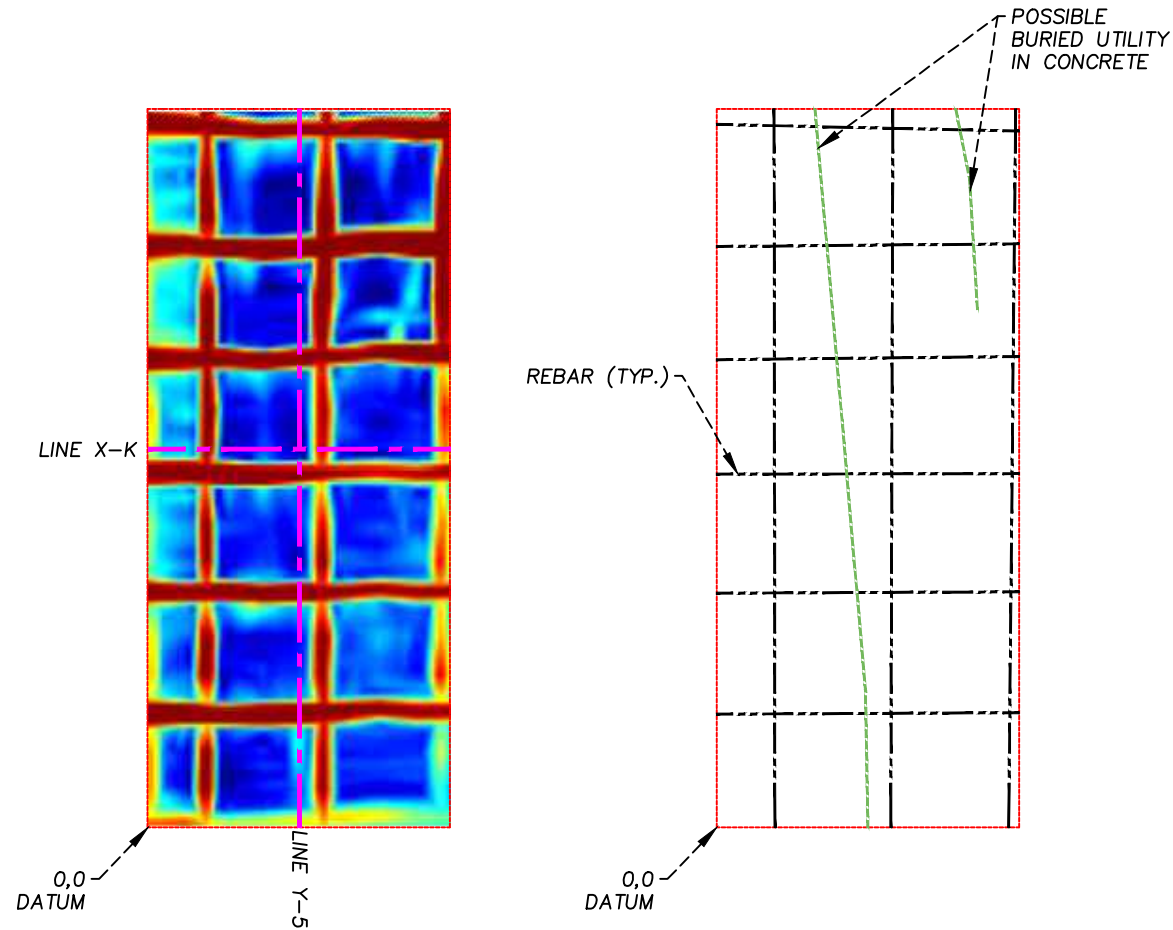 POSSIBLE
BURIED UTILITY
IN CONCRETE
REBAR (TYP.)
LINE X-K
LINE Y-5
0,0
DATUM
0,0
DATUM